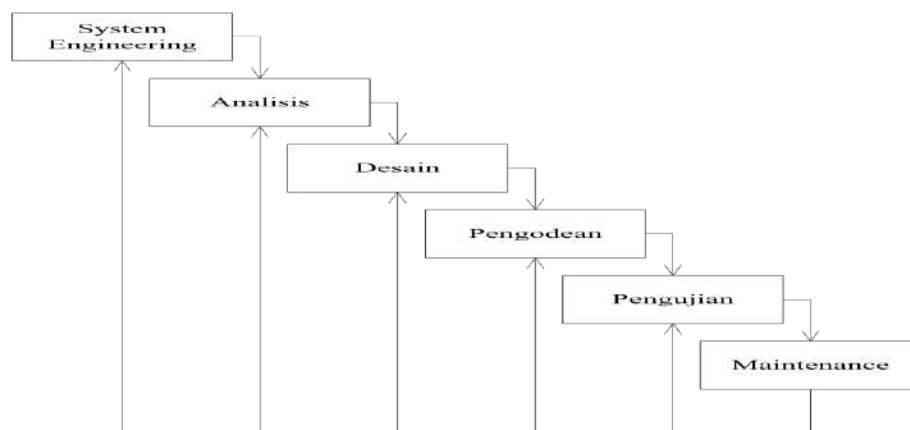 System
Engineering
Analisis
Desain
Pengodean
Pengujian
Maintenance